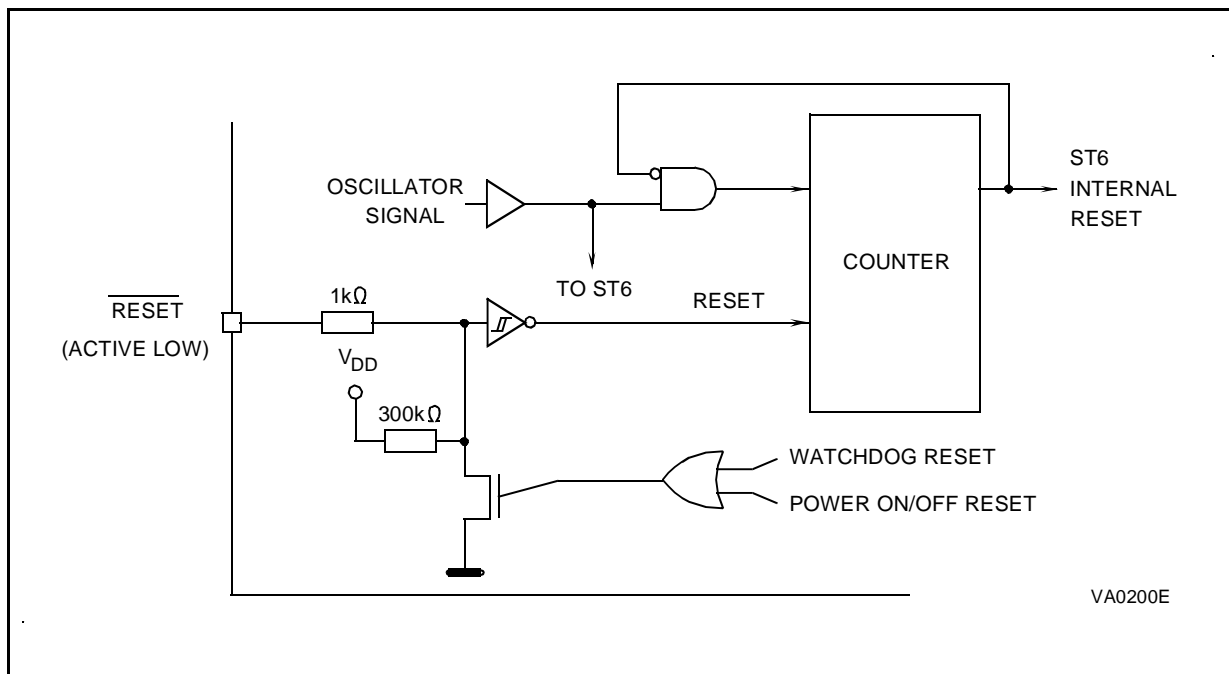 OSCILLATOR
SIGNAL
TO ST6
ST6
INTERNAL
RESET
COUNTER
RESET
RESET
(ACTIVE LOW)
1kΩ
VDD
300kΩ
WATCHDOG RESET
POWER ON/OFF RESET
VA0200E